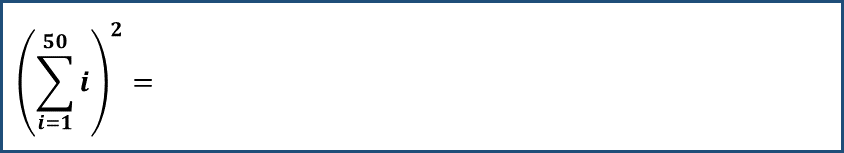 (∑_{i=1}^{50} i)^2 =